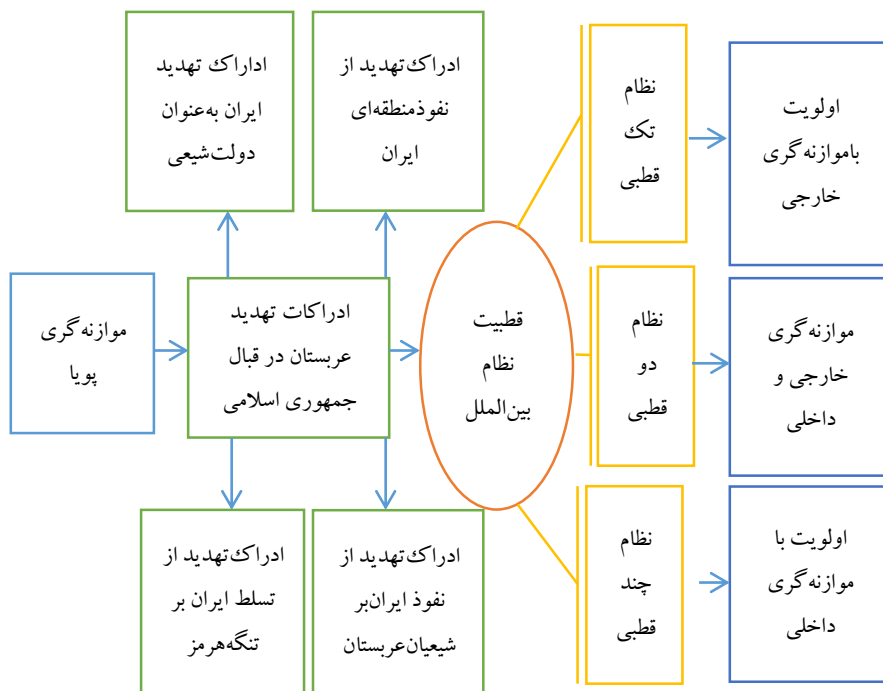 موازنه‌گری
پویا
اداراک تهدید
ایران به‌عنوان
دولت‌شیعی
ادراک‌تهدید از
نفوذمنطقه‌ای
ایران
ادراکات تهدید
عربستان در قبال
جمهوری اسلامی
ادراک‌تهدید از
تسلط ایران بر
تنگه‌هرمز
ادراک‌تهدید از
نفوذ ایران‌بر
شیعیان‌عربستان
قطبیت
نظام
بین‌الملل
نظام
تک
قطبی
اولویت
باموازنه‌گری
خارجی
نظام
دو
قطبی
موازنه‌گری
خارجی و
داخلی
نظام
چند
قطبی
اولویت با
موازنه‌گری
داخلی